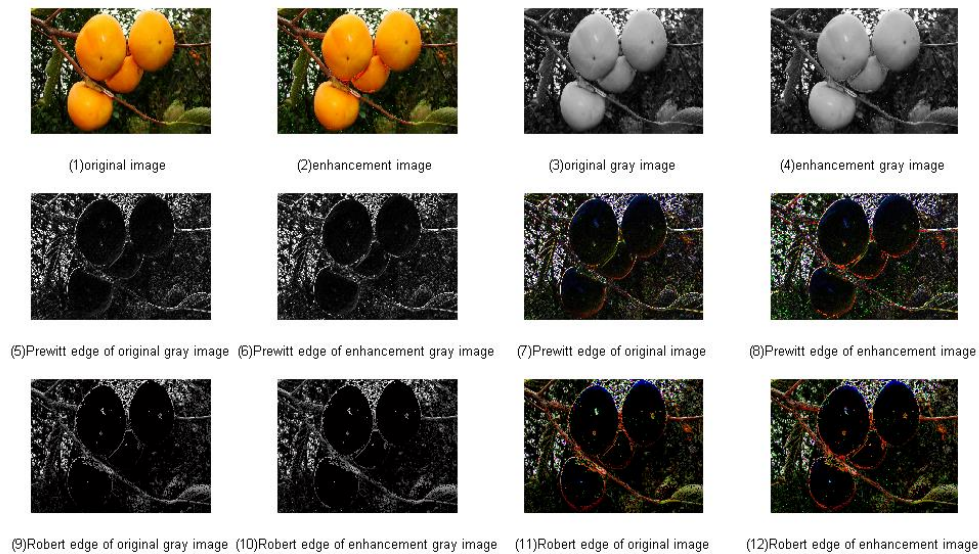 (1)original image
(2)enhancement image
(3)original gray image
(4)enhancement gray image
(5)Prewitt edge of original gray image
(6)Prewitt edge of enhancement gray image
(7)Prewitt edge of original image
(8)Prewitt edge of enhancement image
(9)Robert edge of original gray image
(10)Robert edge of enhancement gray image
(11)Robert edge of original image
(12)Robert edge of enhancement image